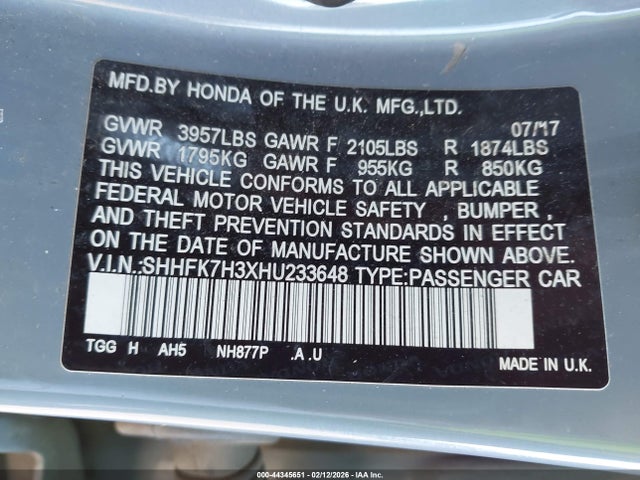 MFD.BY HONDA OF THE U.K. MFG.,LTD.
07/17
GVWR 3957LBS GAWR F 2105LBS R 1874LBS
GVWR 1795KG GAWR F 955KG R 850KG
THIS VEHICLE CONFORMS TO ALL APPLICABLE
FEDERAL MOTOR VEHICLE SAFETY , BUMPER ,
AND THEFT PREVENTION STANDARDS IN EFFECT
ON THE DATE OF MANUFACTURE SHOWN ABOVE.
V.I.N.:SHHFK7H3XHU233648 TYPE:PASSENGER CAR
TGG H AH5 NH877P .A .U
MADE IN U.K.
000-44345651 - 02/12/2026 - IAA Inc.